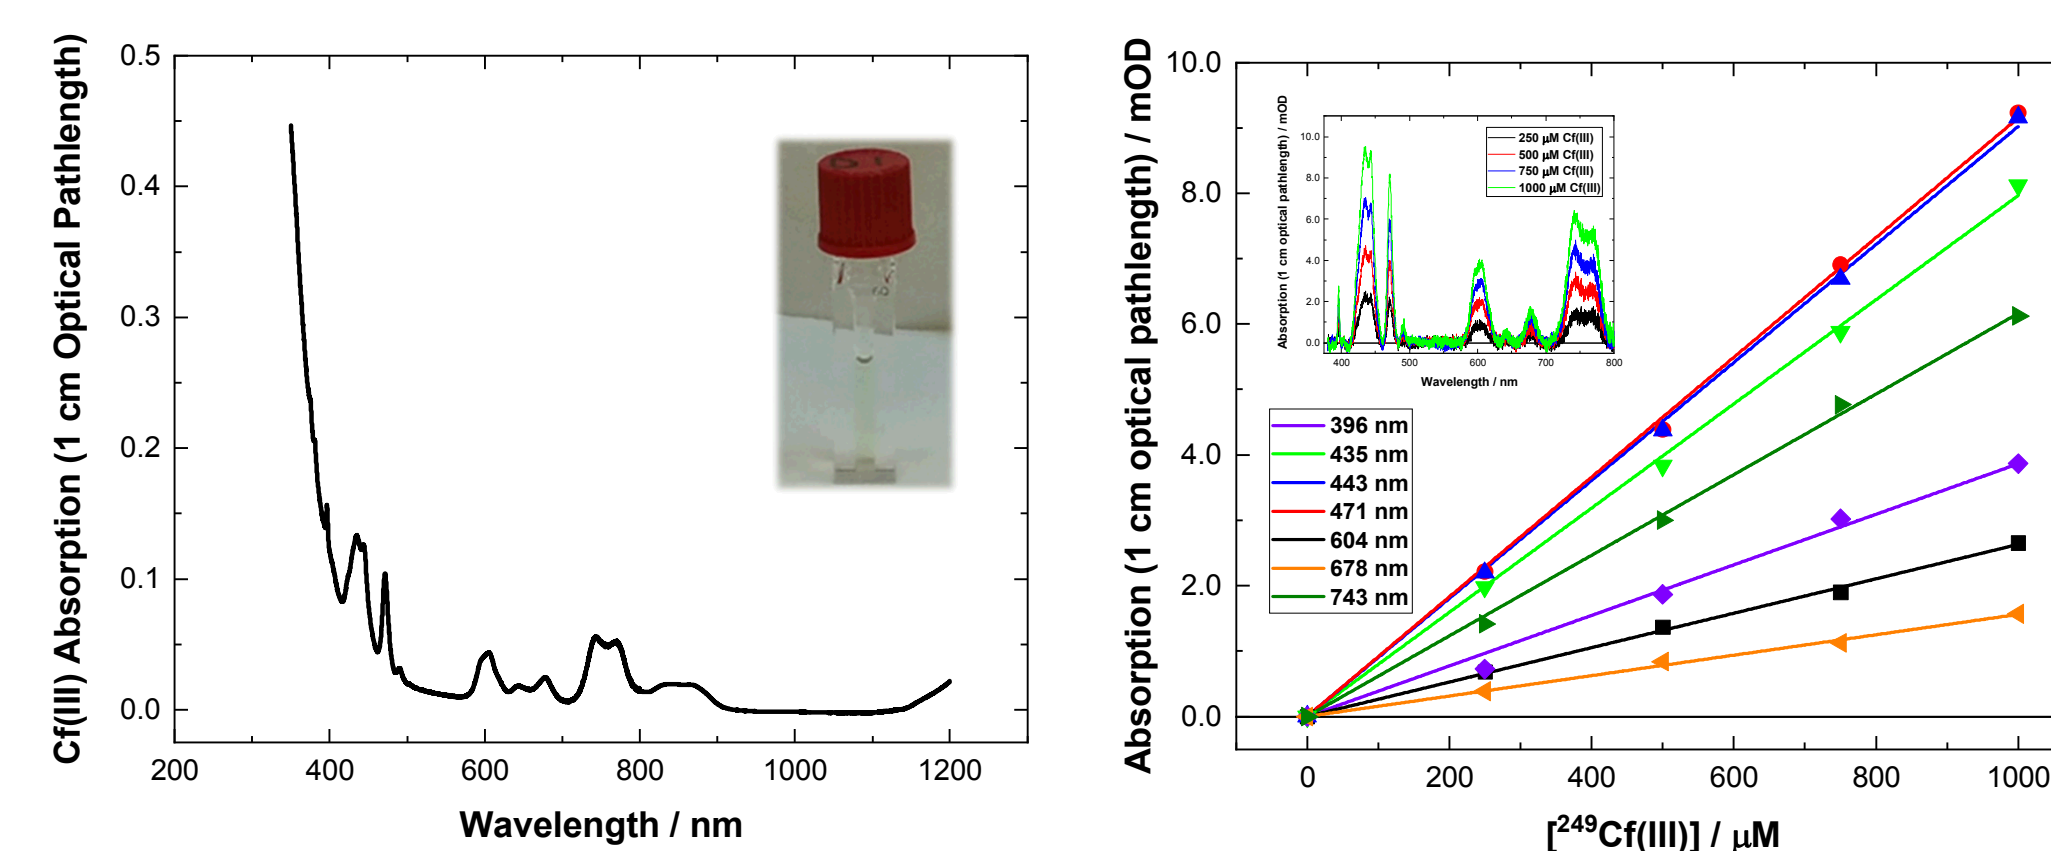 Cf(III) Absorption (1 cm Optical Pathlength)
0.5
0.4
0.3
0.2
0.1
0.0
200 400 600 800 1000 1200
Wavelength / nm
Absorption (1 cm optical pathlength) / mOD
10.0
8.0
6.0
4.0
2.0
0.0
0 200 400 600 800 1000
[²⁴⁹Cf(III)] / μM
Absorption (1 cm optical pathlength) / mOD
10.0
8.0
6.0
4.0
2.0
0.0
400 500 600 700 800
Wavelength / nm
250 μM Cf(III)
500 μM Cf(III)
750 μM Cf(III)
1000 μM Cf(III)
396 nm
435 nm
443 nm
471 nm
604 nm
678 nm
743 nm